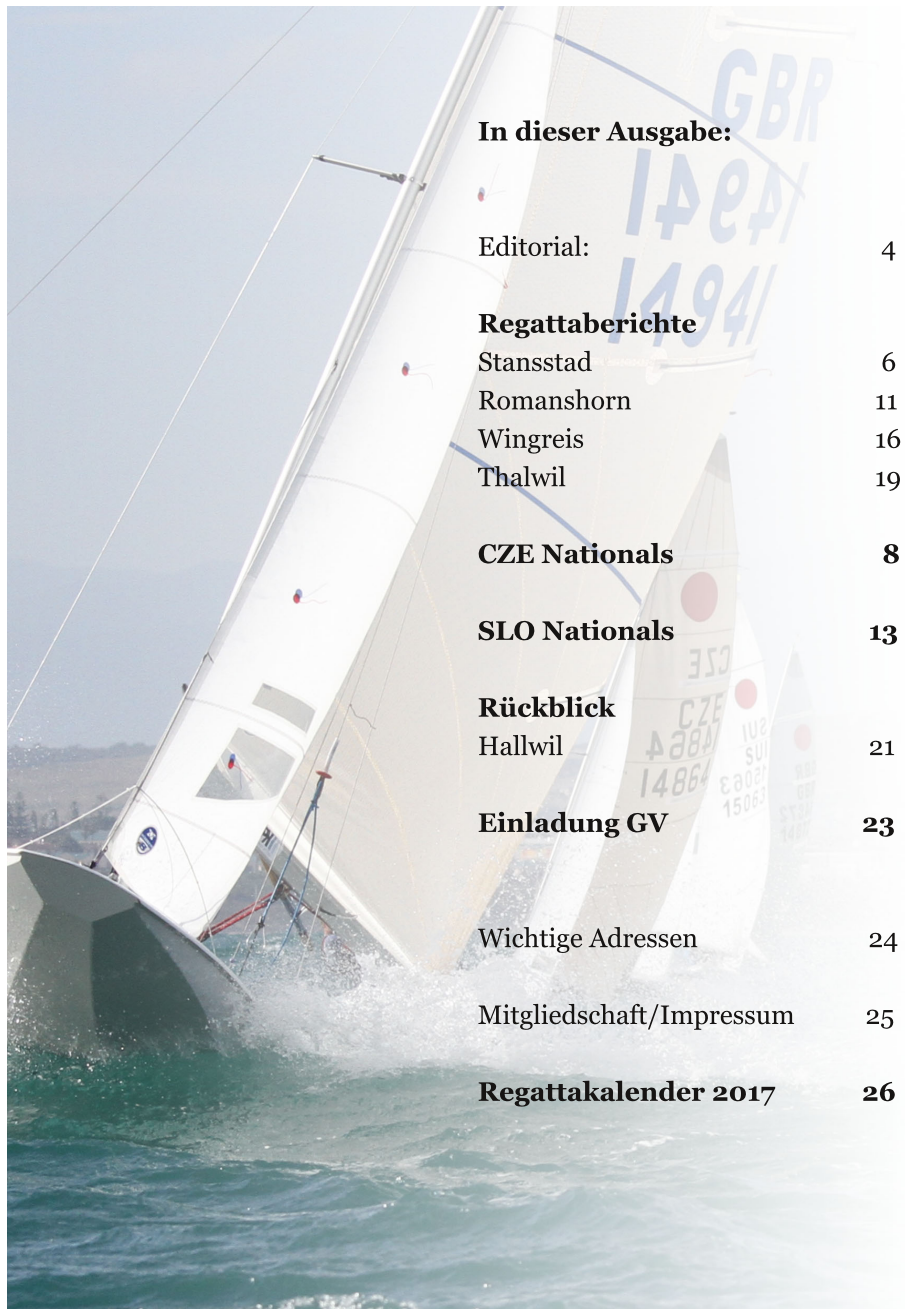 In dieser Ausgabe:
Editorial: 4
Regattaberichte
Stansstad 6
Romanshorn 11
Wingreis 16
Thalwil 19
CZE Nationals 8
SLO Nationals 13
Rückblick
Hallwil 21
Einladung GV 23
Wichtige Adressen 24
Mitgliedschaft/Impressum 25
Regattakalender 2017 26
GBR
14941
14941
CZE
CZE
14864
14864
SUI
SUI
15063
15063